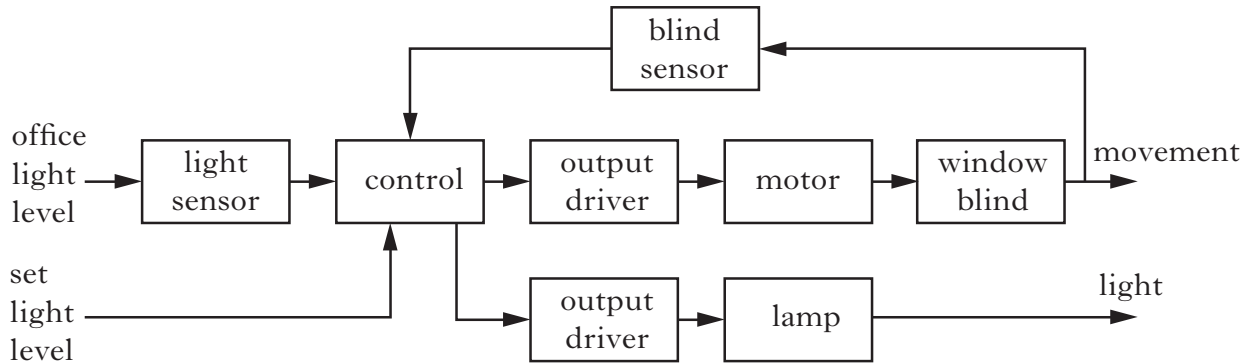 blind
sensor
office
light
level
light
sensor
control
output
driver
motor
window
blind
movement
set
light
level
output
driver
lamp
light